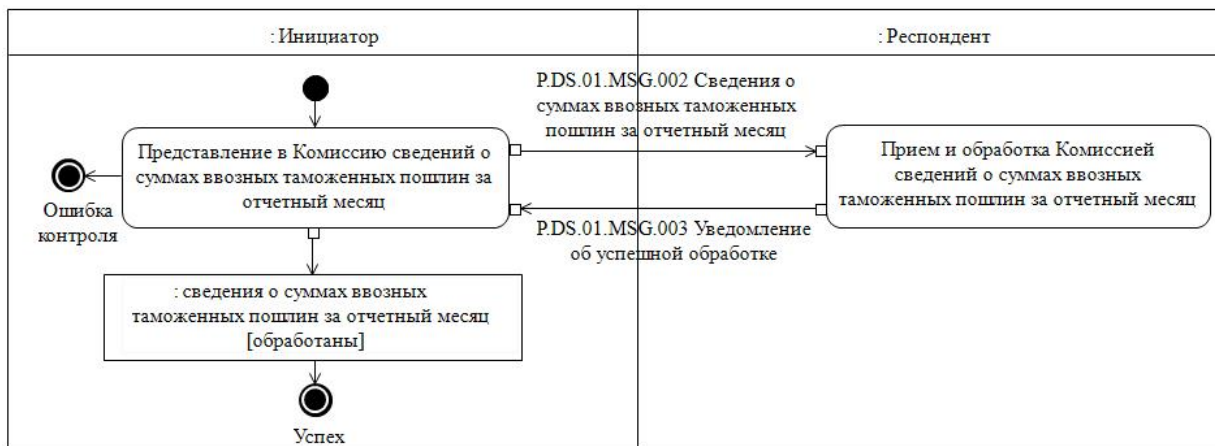 : Инициатор
: Респондент
P.DS.01.MSG.002 Сведения о
суммах ввозных таможенных
пошлин за отчетный месяц
Представление в Комиссию сведений о
суммах ввозных таможенных пошлин за
отчетный месяц
Прием и обработка Комиссией
сведений о суммах ввозных
таможенных пошлин за отчетный месяц
Ошибка
контроля
P.DS.01.MSG.003 Уведомление
об успешной обработке
: сведения о суммах ввозных
таможенных пошлин за отчетный месяц
[обработаны]
Успех